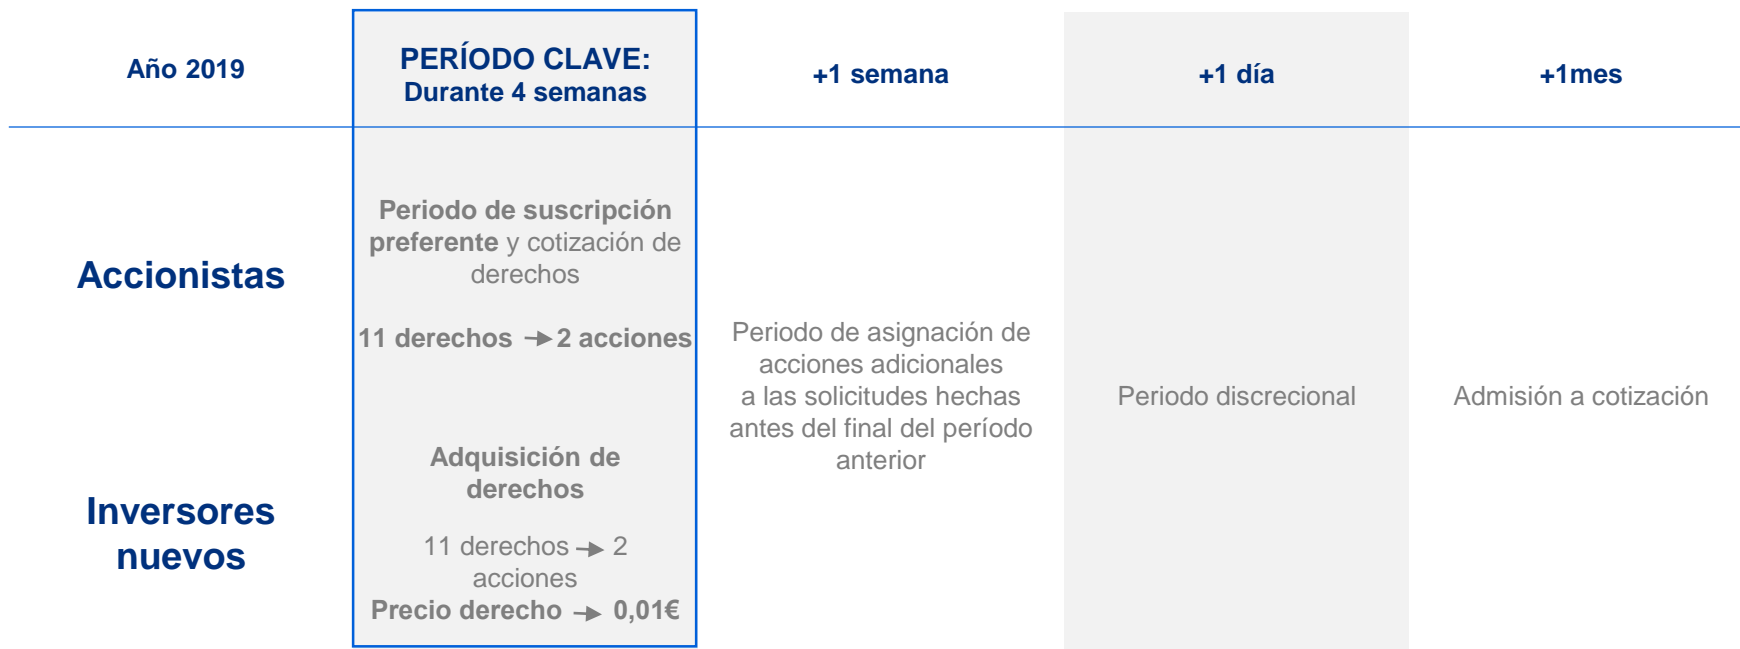 Año 2019
PERÍODO CLAVE:
Durante 4 semanas
+1 semana
+1 día
+1mes
Accionistas
Periodo de suscripción
preferente y cotización de
derechos
11 derechos → 2 acciones
Inversores
nuevos
Adquisición de
derechos
11 derechos → 2
acciones
Precio derecho → 0,01€
Periodo de asignación de
acciones adicionales
a las solicitudes hechas
antes del final del período
anterior
Periodo discrecional
Admisión a cotización